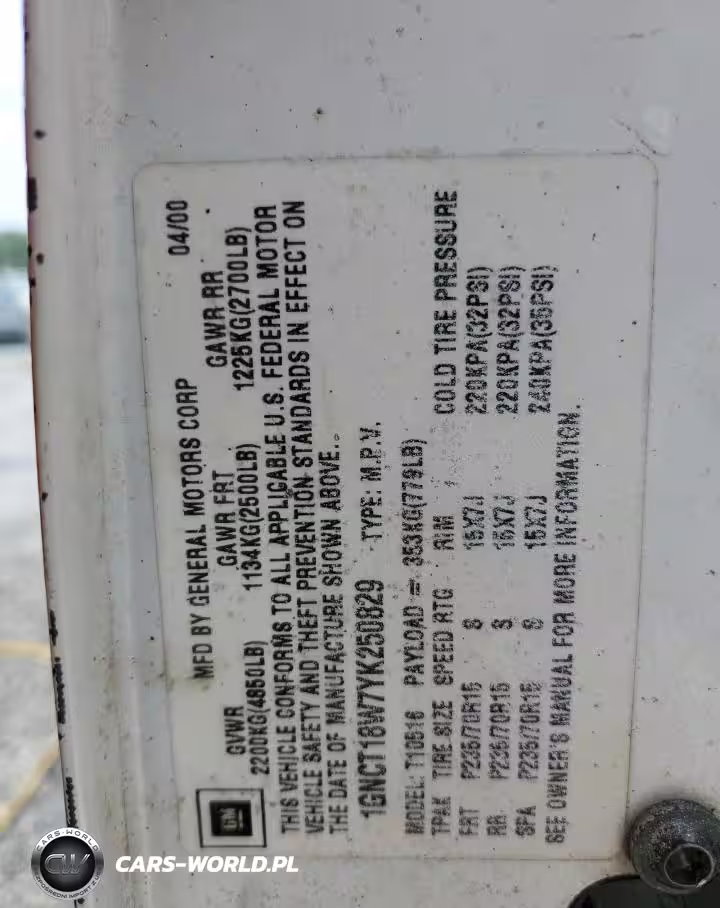 MFD BY GENERAL MOTORS CORP 04/00
GVWR GAWR FRT GAWR RR
2200KG(4850LB) 1134KG(2500LB) 1225KG(2700LB)
THIS VEHICLE CONFORMS TO ALL APPLICABLE U.S. FEDERAL MOTOR
VEHICLE SAFETY AND THEFT PREVENTION STANDARDS IN EFFECT ON
THE DATE OF MANUFACTURE SHOWN ABOVE.
1GNCT18W7YK250829 TYPE: M.P.V.
MODEL: T10516 PAYLOAD = 353KG(778LB)
TPAK TIRE SIZE SPEED RTG RIM COLD TIRE PRESSURE
FRT P235/70R15 S 15X7J 220KPA(32PSI)
RR P235/70R15 S 15X7J 220KPA(32PSI)
SPA P235/70R15 S 15X7J 240KPA(35PSI)
SEE OWNER'S MANUAL FOR MORE INFORMATION.
GM
CW
CARS-WORLD.PL